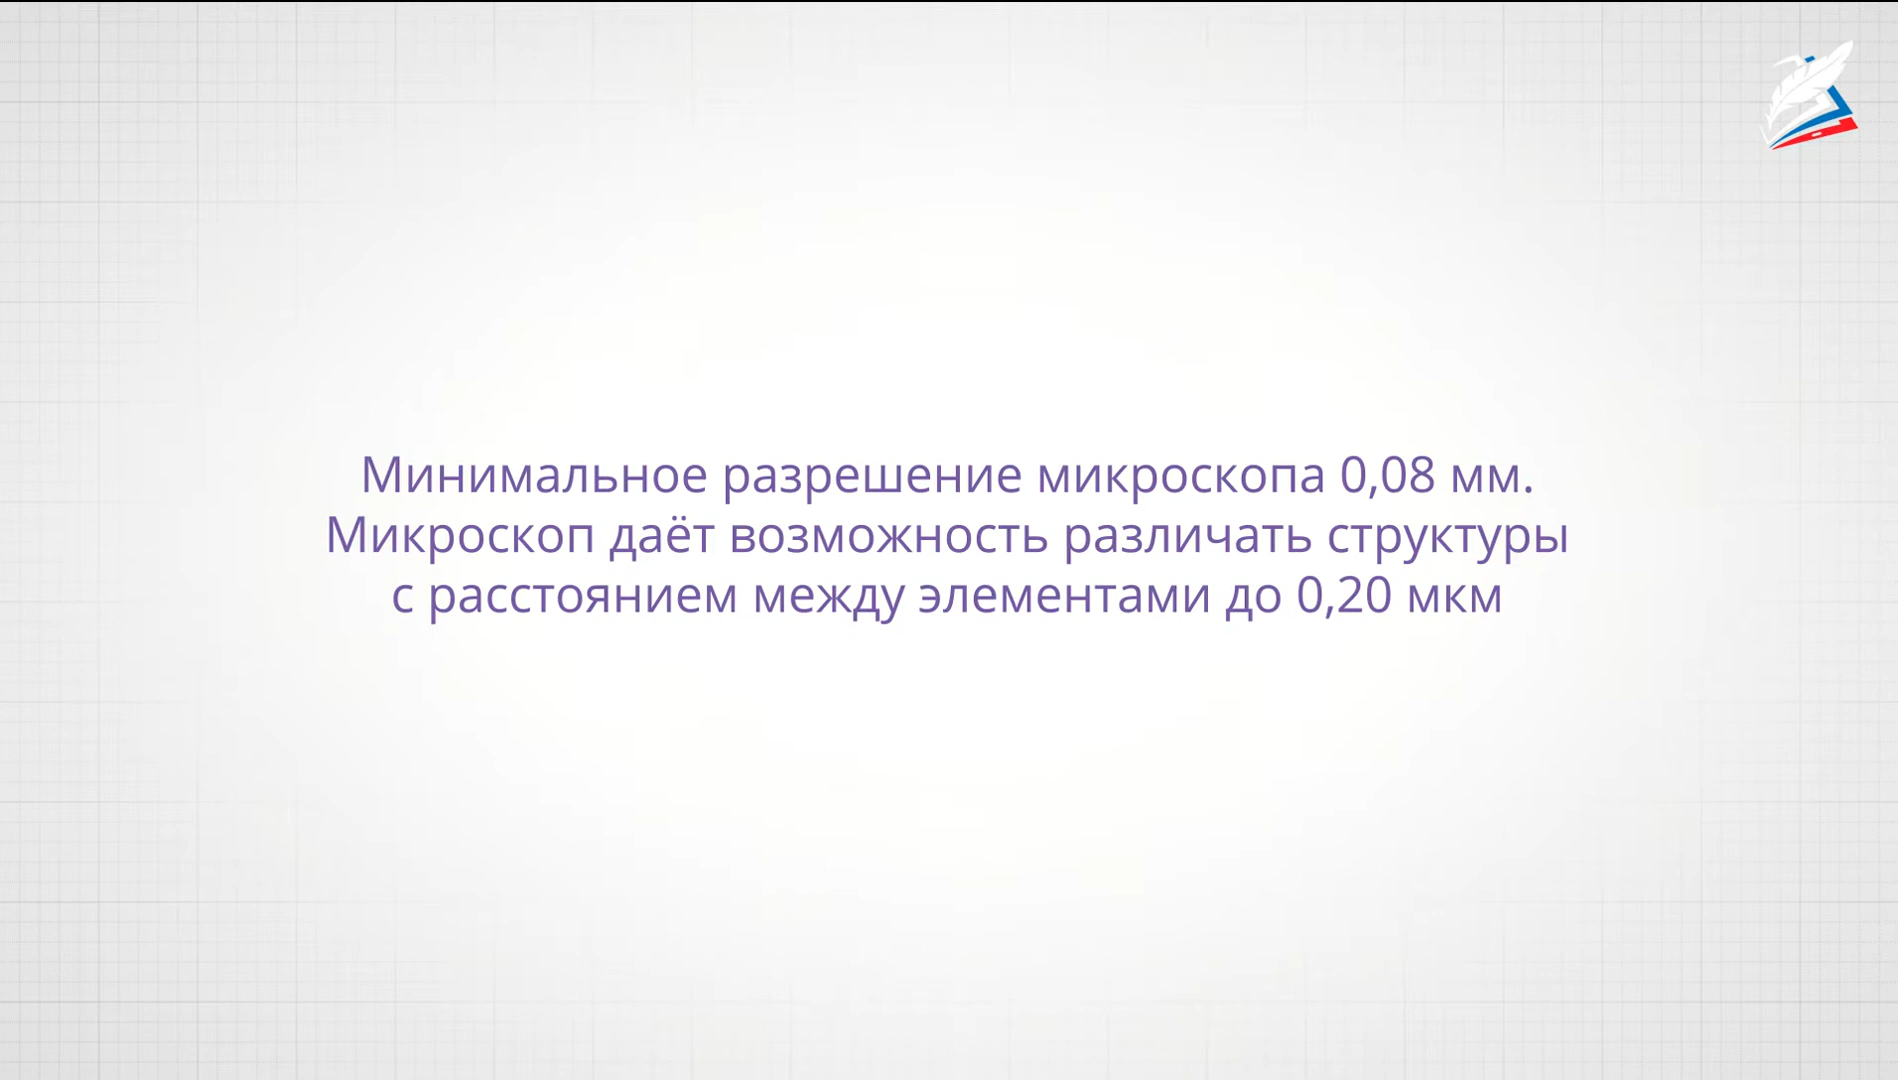 Минимальное разрешение микроскопа 0,08 мм.
Микроскоп даёт возможность различать структуры
с расстоянием между элементами до 0,20 мкм